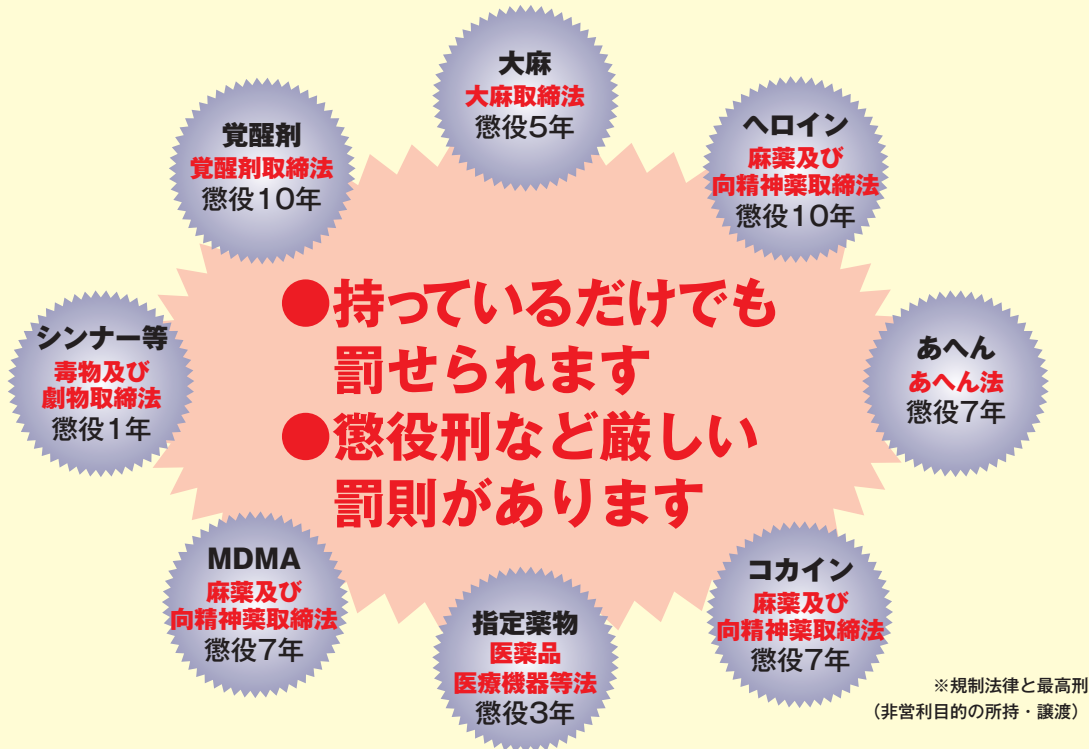 大麻
大麻取締法
懲役5年
ヘロイン
麻薬及び
向精神薬取締法
懲役10年
あへん
あへん法
懲役7年
コカイン
麻薬及び
向精神薬取締法
懲役7年
指定薬物
医薬品
医療機器等法
懲役3年
MDMA
麻薬及び
向精神薬取締法
懲役7年
シンナー等
毒物及び
劇物取締法
懲役1年
覚醒剤
覚醒剤取締法
懲役10年
●持っているだけでも
罰せられます
●懲役刑など厳しい
罰則があります
※規制法律と最高刑
(非営利目的の所持・譲渡)